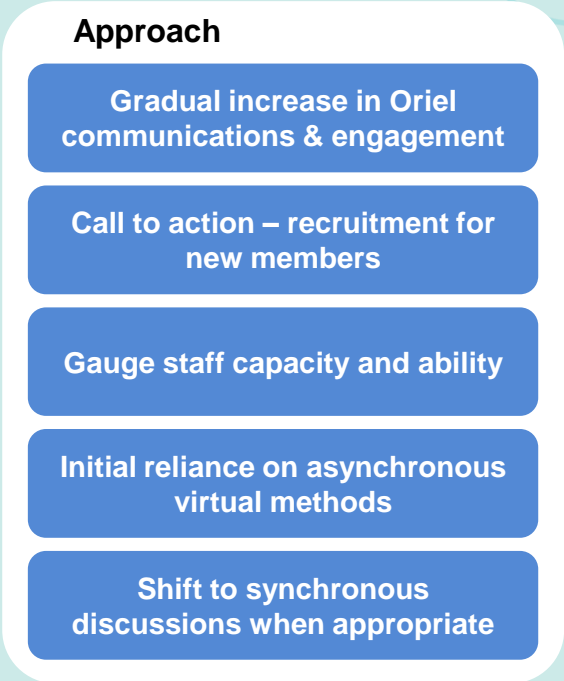 Approach
Gradual increase in Oriel
communications & engagement
Call to action – recruitment for
new members
Gauge staff capacity and ability
Initial reliance on asynchronous
virtual methods
Shift to synchronous
discussions when appropriate